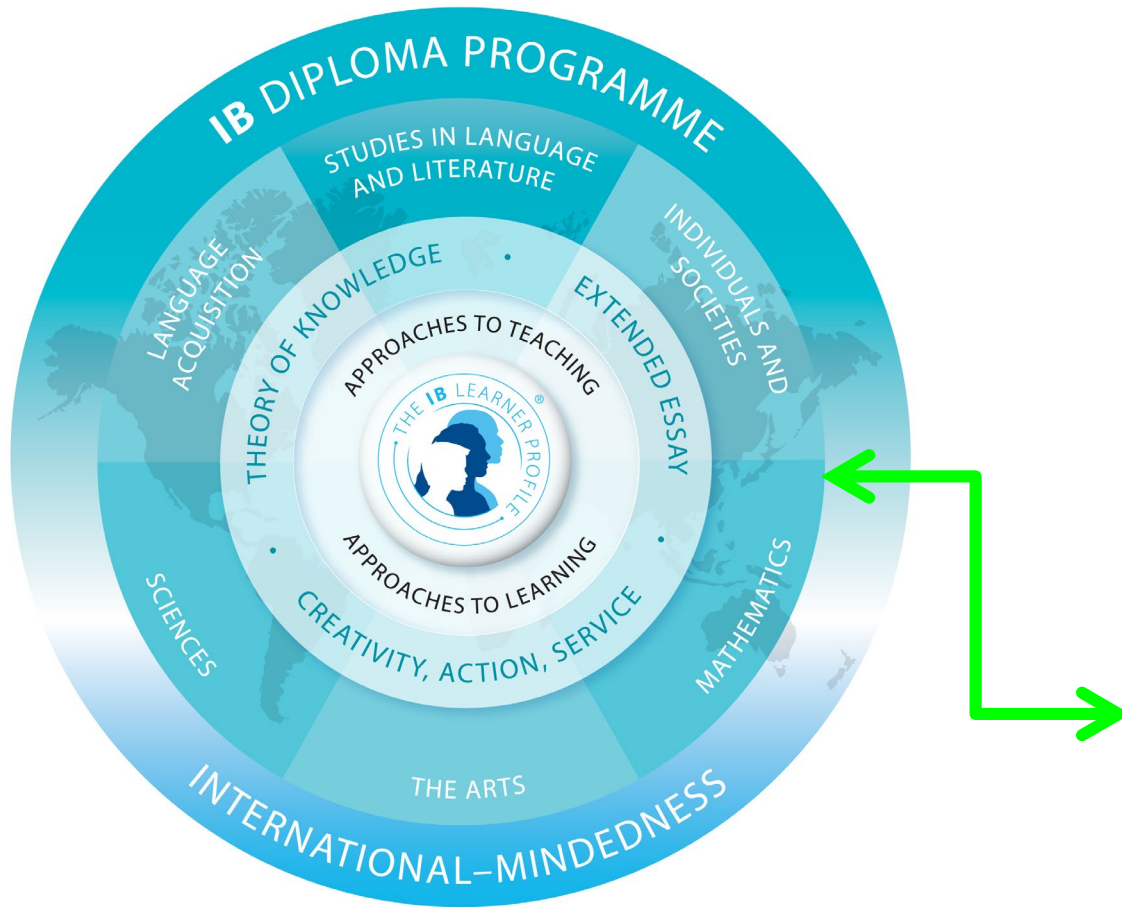 IB DIPLOMA PROGRAMME
STUDIES IN LANGUAGE
AND LITERATURE
LANGUAGE
ACQUISITION
INDIVIDUALS AND
SOCIETIES
THEORY OF KNOWLEDGE
•
EXTENDED ESSAY
APPROACHES TO TEACHING
• THE IB LEARNER PROFILE •
®
APPROACHES TO LEARNING
•
CREATIVITY, ACTION, SERVICE
•
SCIENCES
MATHEMATICS
THE ARTS
INTERNATIONAL–MINDEDNESS